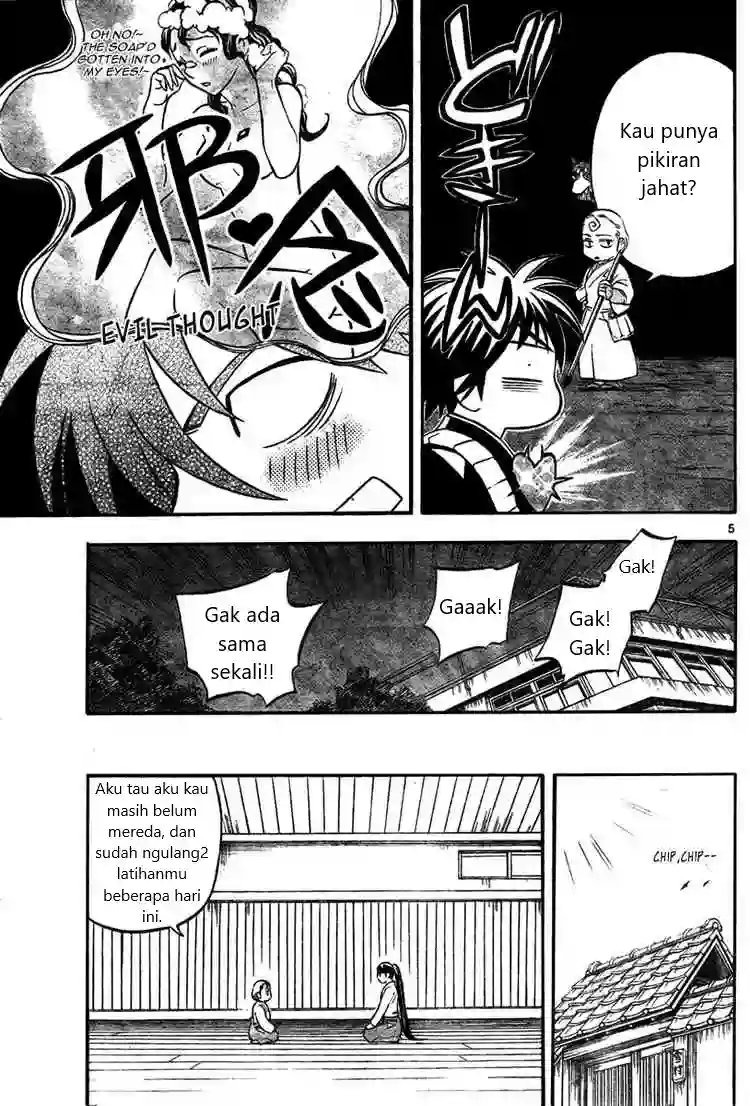 Kau punya
pikiran
jahat?
どきーん
OH NO!~
THE SOAP'D
GOTTEN INTO
MY EYES!~
邪♥念
EVIL THOUGHT
5
Gak!
Gak!
Gak!
Gaaak!
Gak ada
sama
sekali!!
CHIP,CHIP--
Aku tau aku kau
masih belum
mereda, dan
sudah ngulang2
latihanmu
beberapa hari
ini.